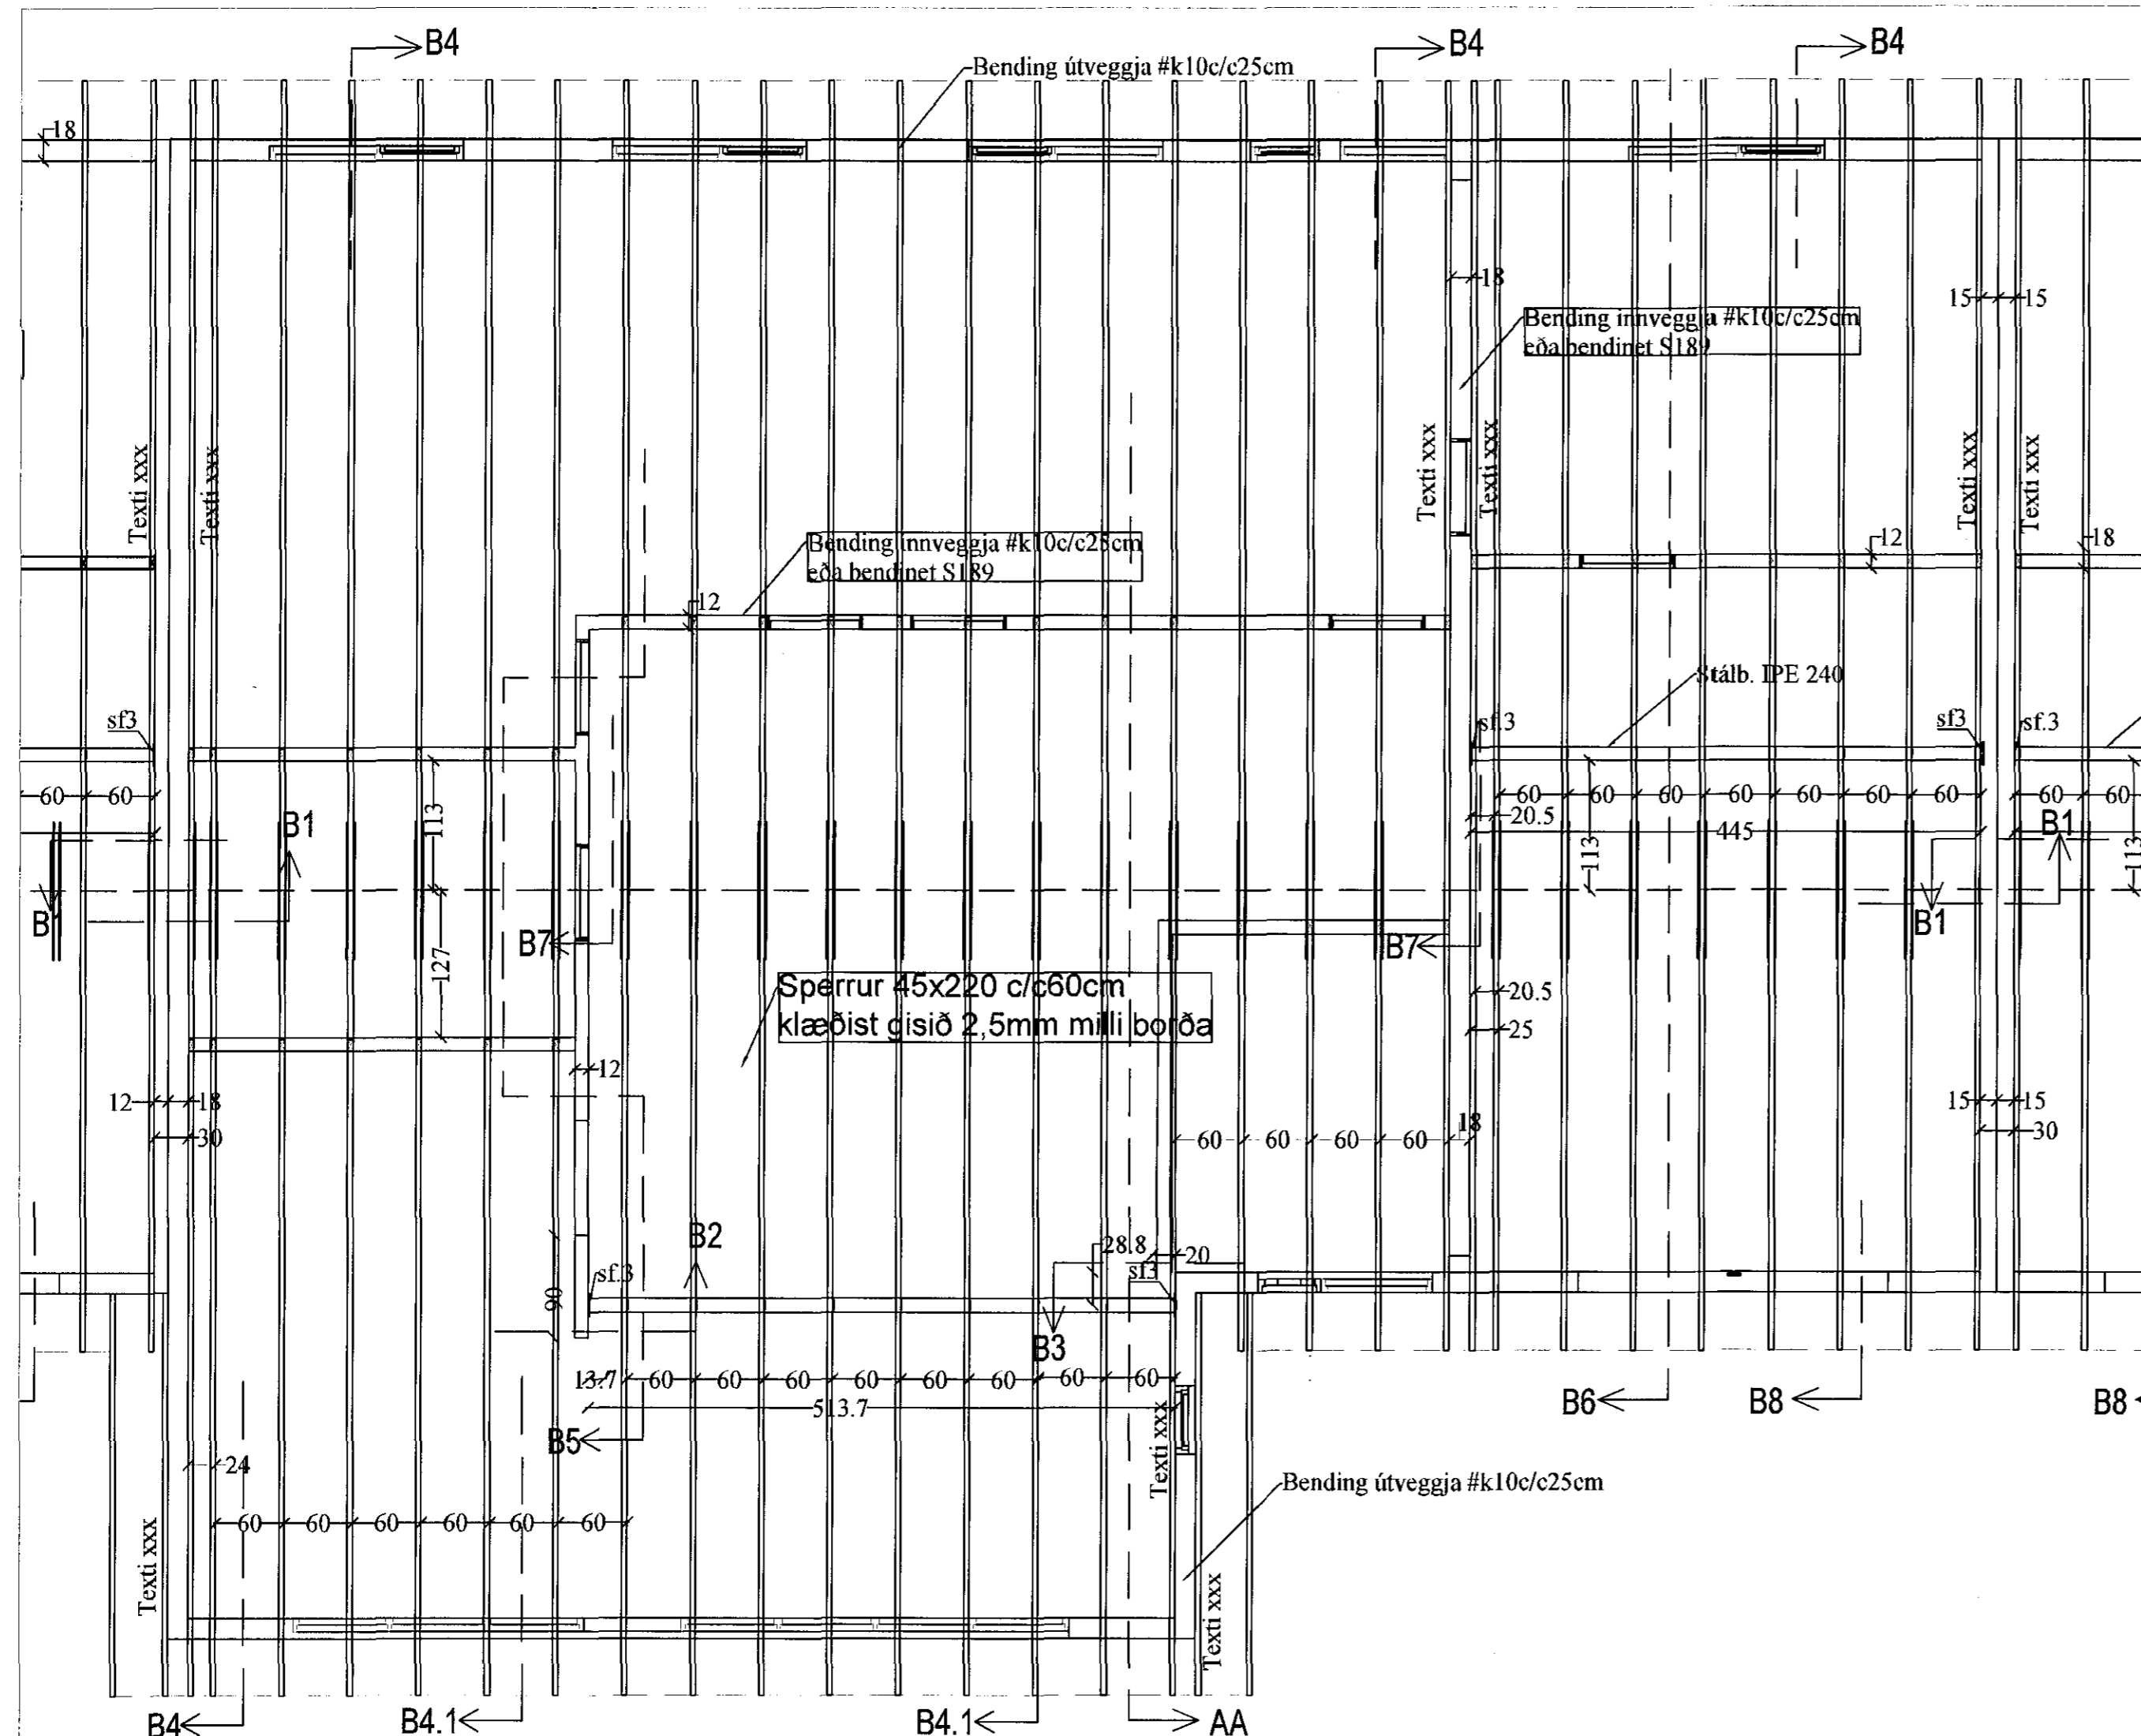 B4
B4
B4
Bending útveggja #k10c/c25cm
18
18
15
15
Bending innveggja #k10c/c25cm
eða bendinet S189
Texti xxx
Texti xxx
Texti xxx
Texti xxx
Texti xxx
Texti xxx
Bending innveggja #k10c/c25cm
eða bendinet S189
12
18
12
Stálb. IPE 240
sf3
sf.3
sf3
sf.3
60
60
60
60
60
60
60
60
60
60
60
20.5
445
113
113
113
B1
B1
B1
B
B7
B7
127
Sperrur 45x220 c/c60cm
klæðist gisið 2,5mm milli borða
20.5
25
12
12
18
30
15
15
30
60
60
60
60
18
B2
28.8
20
sf.3
sf3
90
B3
13.7
60
60
60
60
60
60
60
60
513.7
B6
B8
B8
B5
Texti xxx
24
Bending útveggja #k10c/c25cm
60
60
60
60
60
60
Texti xxx
Texti xxx
B4
B4.1
B4.1
AA